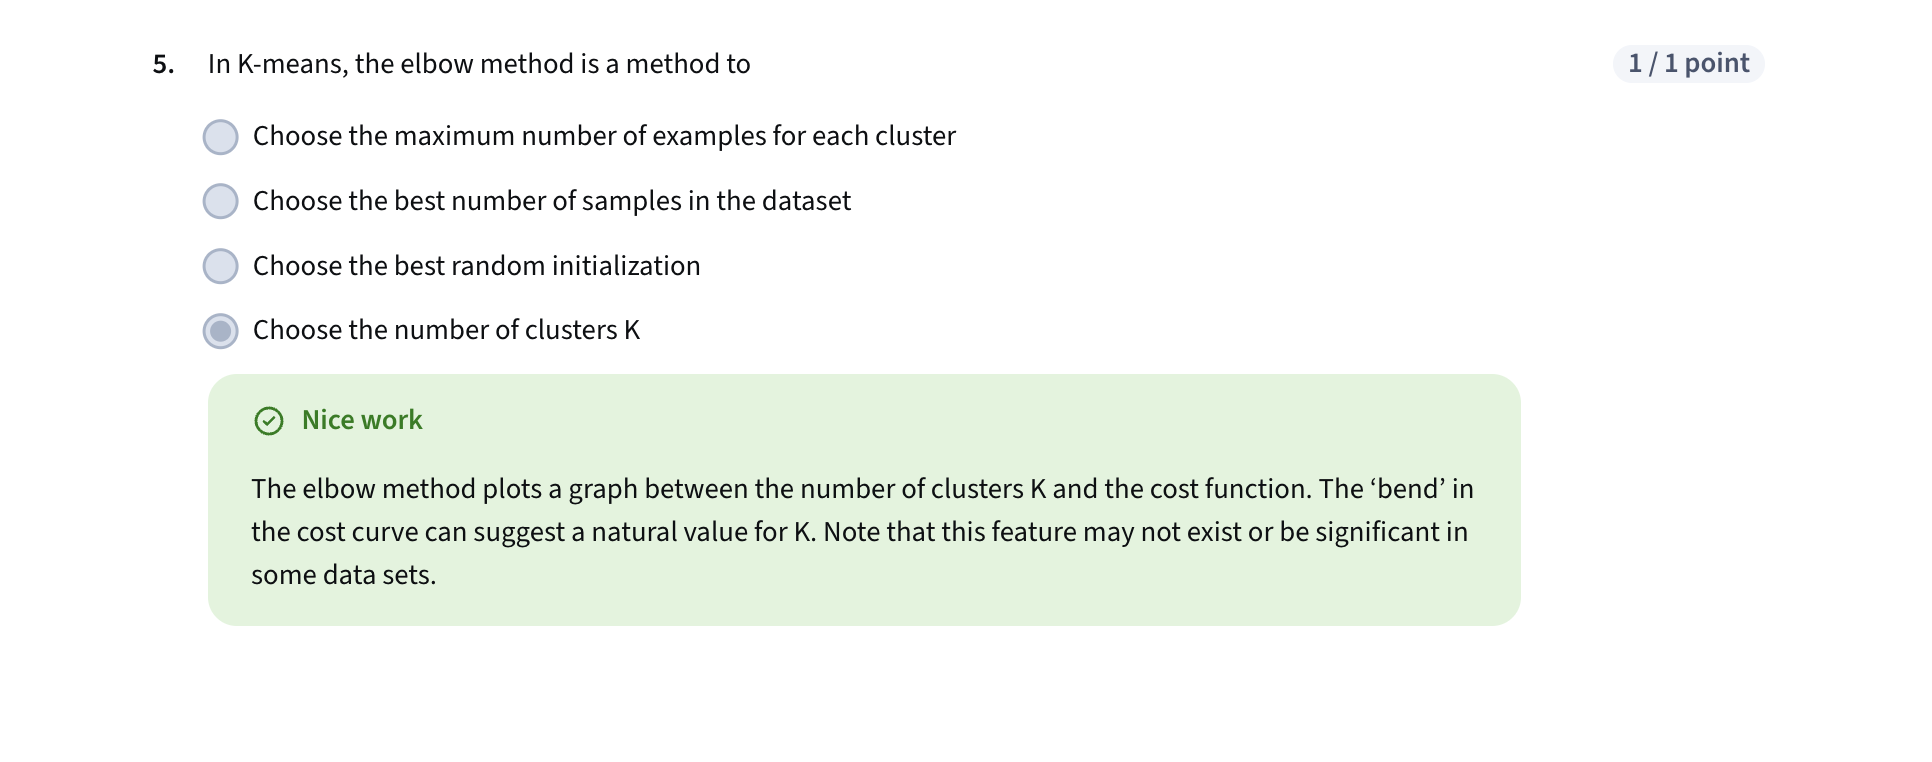 5. In K-means, the elbow method is a method to 1 / 1 point
Choose the maximum number of examples for each cluster
Choose the best number of samples in the dataset
Choose the best random initialization
Choose the number of clusters K
Nice work
The elbow method plots a graph between the number of clusters K and the cost function. The ‘bend’ in
the cost curve can suggest a natural value for K. Note that this feature may not exist or be significant in
some data sets.